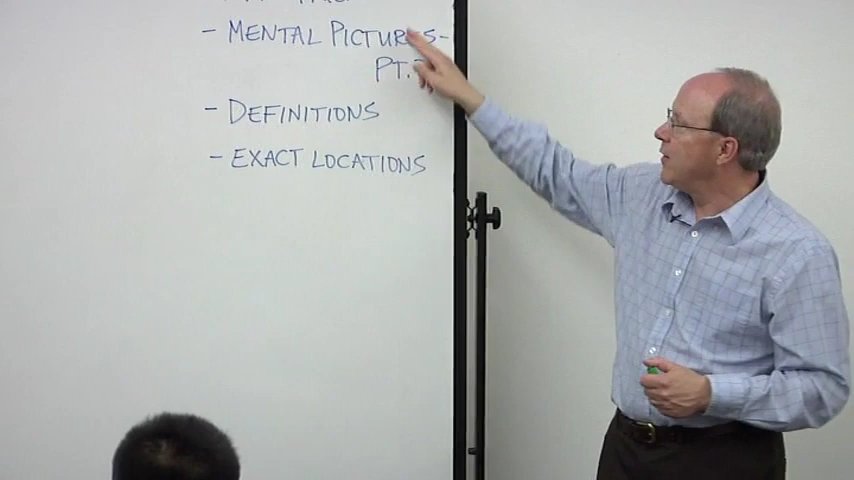 - MENTAL PICTURES-
PT.
- DEFINITIONS
- EXACT LOCATIONS